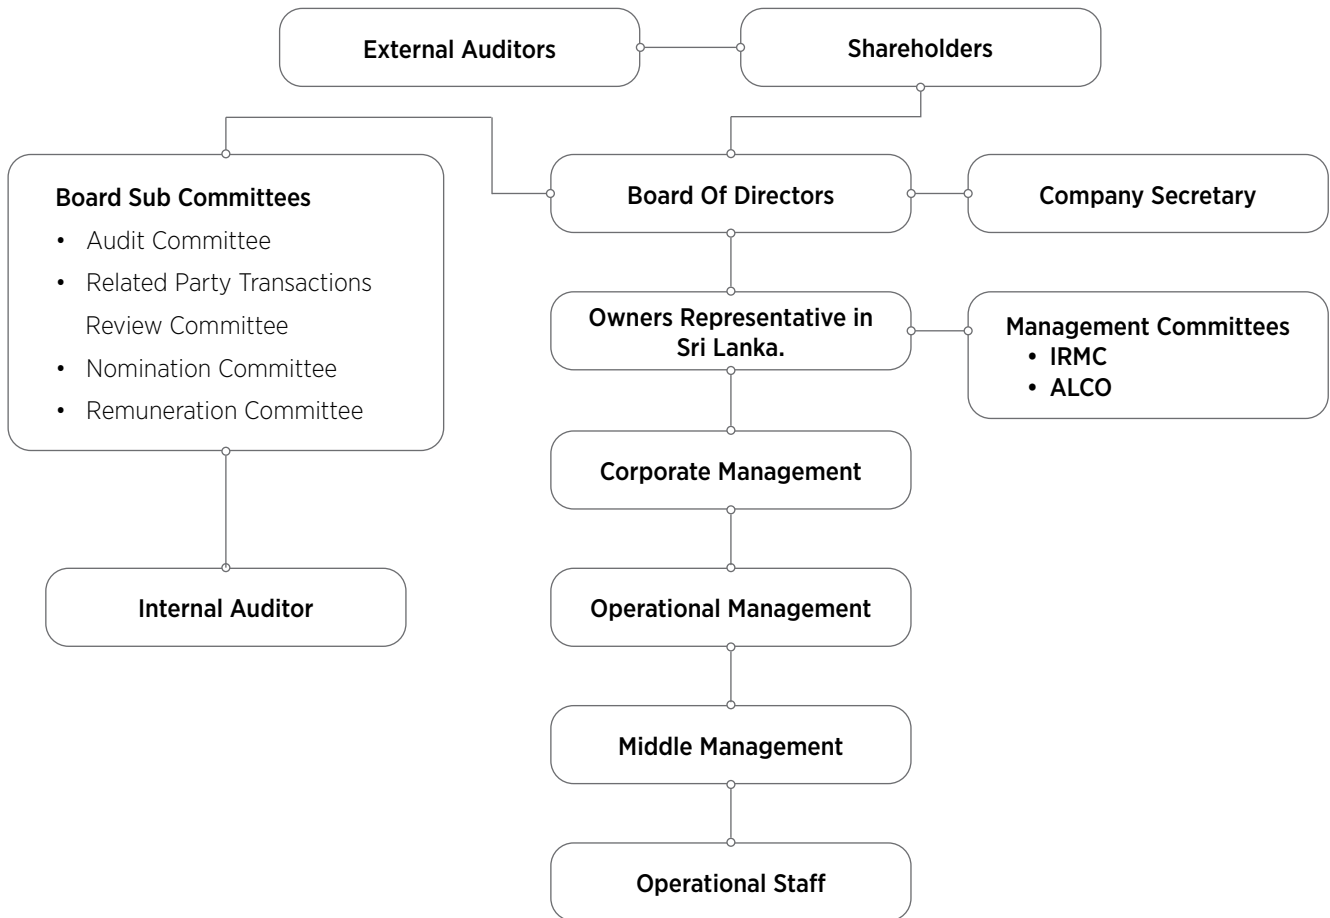 External Auditors
Shareholders
Board Sub Committees
• Audit Committee
• Related Party Transactions
Review Committee
• Nomination Committee
• Remuneration Committee
Board Of Directors
Company Secretary
Owners Representative in
Sri Lanka.
Management Committees
• IRMC
• ALCO
Corporate Management
Internal Auditor
Operational Management
Middle Management
Operational Staff